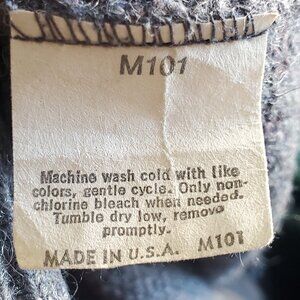 M101
Machine wash cold with like
colors, gentle cycle. Only non-
chlorine bleach when needed.
Tumble dry low, remove
promptly.
MADE IN U.S.A. M101